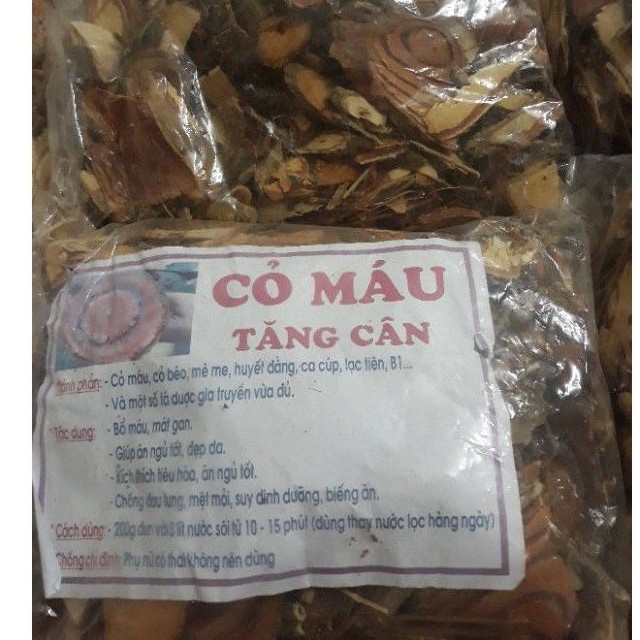 CỎ MÁU
TĂNG CÂN
Thành phần: - Cỏ máu, cỏ béo, mè me, huyết đằng, ca cúp, lạc tiên, B1...
- Và một số tá dược gia truyền vừa đủ.
* Tác dụng: - Bổ máu, mát gan.
- Giúp ăn ngủ tốt, đẹp da.
- Kích thích tiêu hóa, ăn ngủ tốt.
- Chống đau lưng, mệt mỏi, suy dinh dưỡng, biếng ăn.
* Cách dùng: - 200g đun với 3 lít nước sôi từ 10 - 15 phút (dùng thay nước lọc hàng ngày)
Chống chỉ định: Phụ nữ có thai không nên dùng